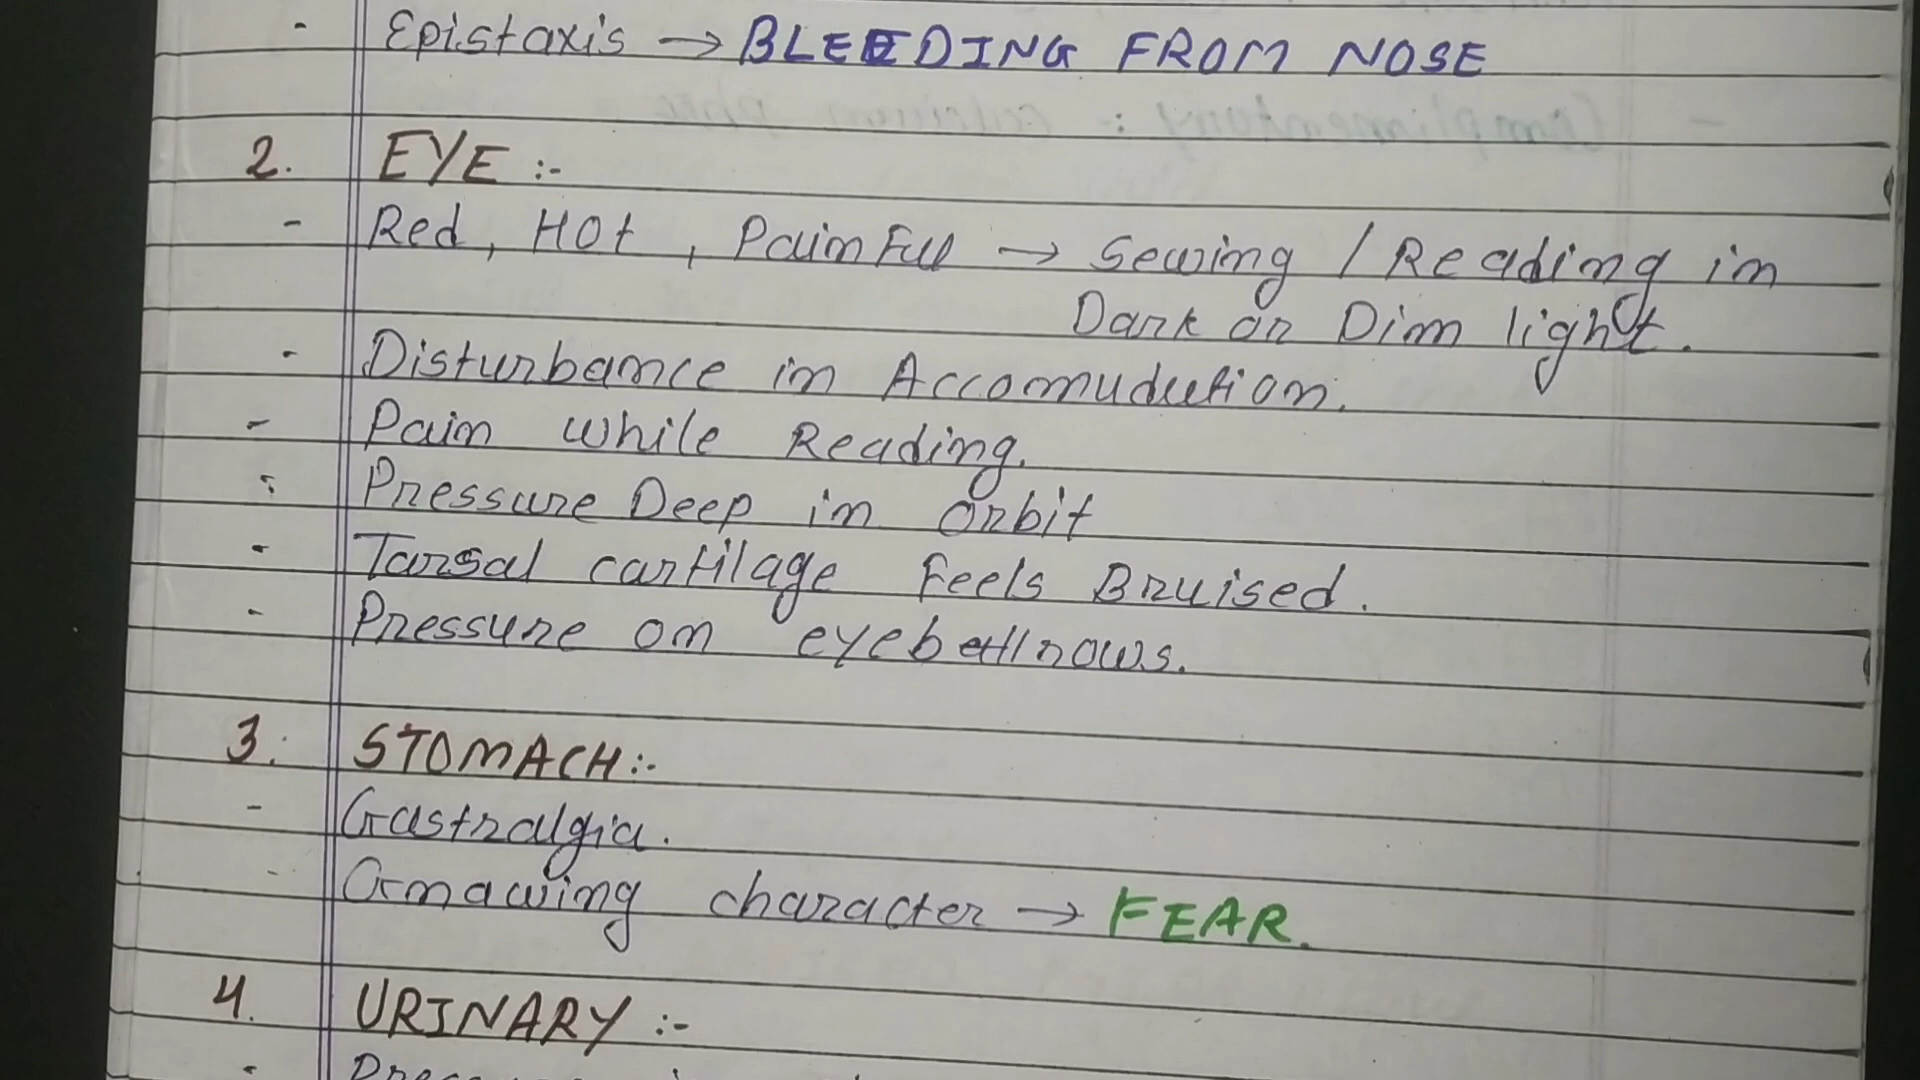 - Epistaxis → BLEEDING FROM NOSE
2. EYE :-
- Red, Hot, Painful → Sewing / Reading in
Dark or Dim light.
- Disturbance in Accomudution.
- Pain while Reading.
- Pressure Deep in orbit
- Tarsal cartilage Feels Bruised.
- Pressure on
3. STOMACH:-
- Gastralgia.
- Gnawing character → FEAR.
4. URINARY :-